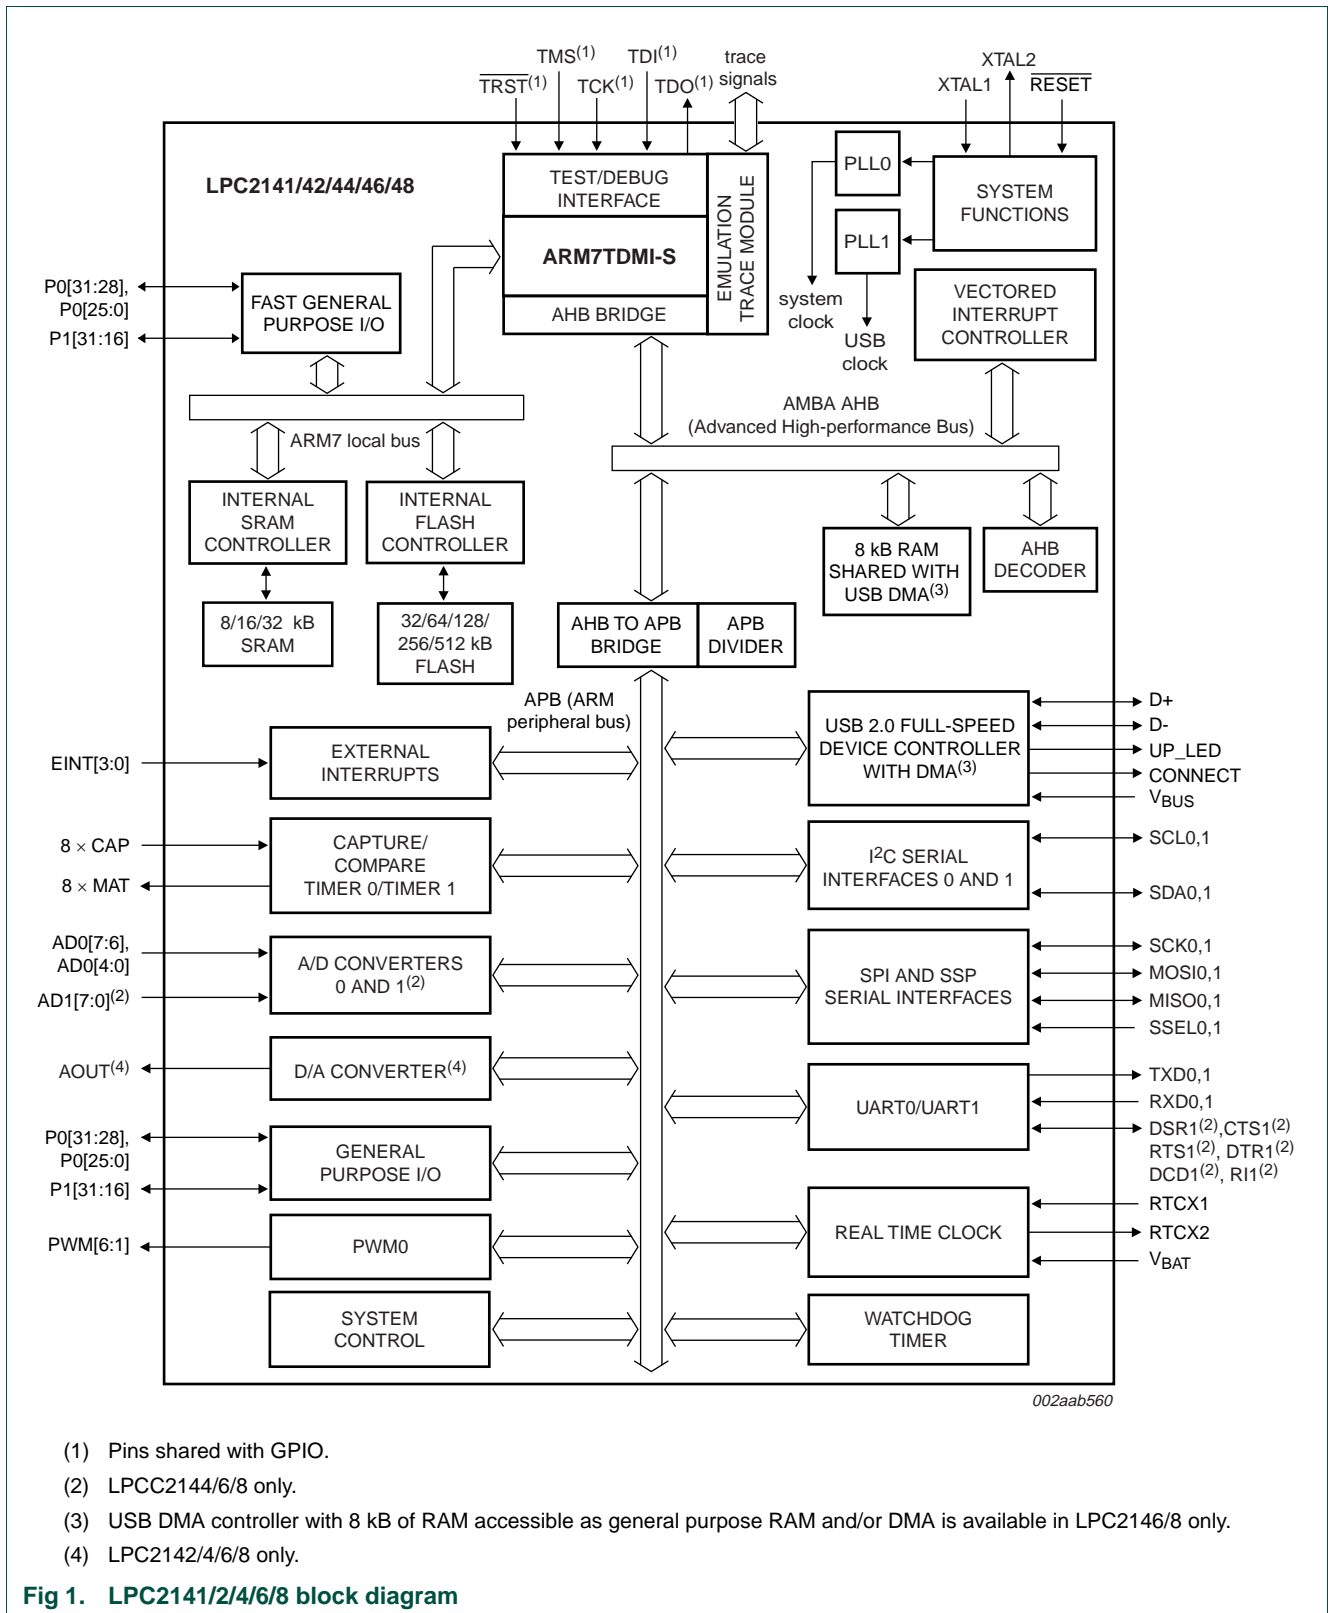 TMS(1)
TDI(1)
trace
signals
XTAL2
TRST(1)
TCK(1)
TDO(1)
XTAL1
RESET
LPC2141/42/44/46/48
TEST/DEBUG
INTERFACE
ARM7TDMI-S
AHB BRIDGE
EMULATION
TRACE MODULE
PLL0
PLL1
SYSTEM
FUNCTIONS
system
clock
USB
clock
VECTORED
INTERRUPT
CONTROLLER
P0[31:28],
P0[25:0]
P1[31:16]
FAST GENERAL
PURPOSE I/O
ARM7 local bus
AMBA AHB
(Advanced High-performance Bus)
INTERNAL
SRAM
CONTROLLER
INTERNAL
FLASH
CONTROLLER
8 kB RAM
SHARED WITH
USB DMA(3)
AHB
DECODER
8/16/32 kB
SRAM
32/64/128/
256/512 kB
FLASH
AHB TO APB
BRIDGE
APB
DIVIDER
APB (ARM
peripheral bus)
EINT[3:0]
EXTERNAL
INTERRUPTS
USB 2.0 FULL-SPEED
DEVICE CONTROLLER
WITH DMA(3)
D+
D-
UP_LED
CONNECT
VBUS
8 × CAP
8 × MAT
CAPTURE/
COMPARE
TIMER 0/TIMER 1
I2C SERIAL
INTERFACES 0 AND 1
SCL0,1
SDA0,1
AD0[7:6],
AD0[4:0]
AD1[7:0](2)
A/D CONVERTERS
0 AND 1(2)
SPI AND SSP
SERIAL INTERFACES
SCK0,1
MOSI0,1
MISO0,1
SSEL0,1
AOUT(4)
D/A CONVERTER(4)
UART0/UART1
TXD0,1
RXD0,1
DSR1(2),CTS1(2)
RTS1(2), DTR1(2)
DCD1(2), RI1(2)
P0[31:28],
P0[25:0]
P1[31:16]
GENERAL
PURPOSE I/O
REAL TIME CLOCK
RTCX1
RTCX2
VBAT
PWM[6:1]
PWM0
SYSTEM
CONTROL
WATCHDOG
TIMER
002aab560
(1) Pins shared with GPIO.
(2) LPCC2144/6/8 only.
(3) USB DMA controller with 8 kB of RAM accessible as general purpose RAM and/or DMA is available in LPC2146/8 only.
(4) LPC2142/4/6/8 only.
Fig 1. LPC2141/2/4/6/8 block diagram